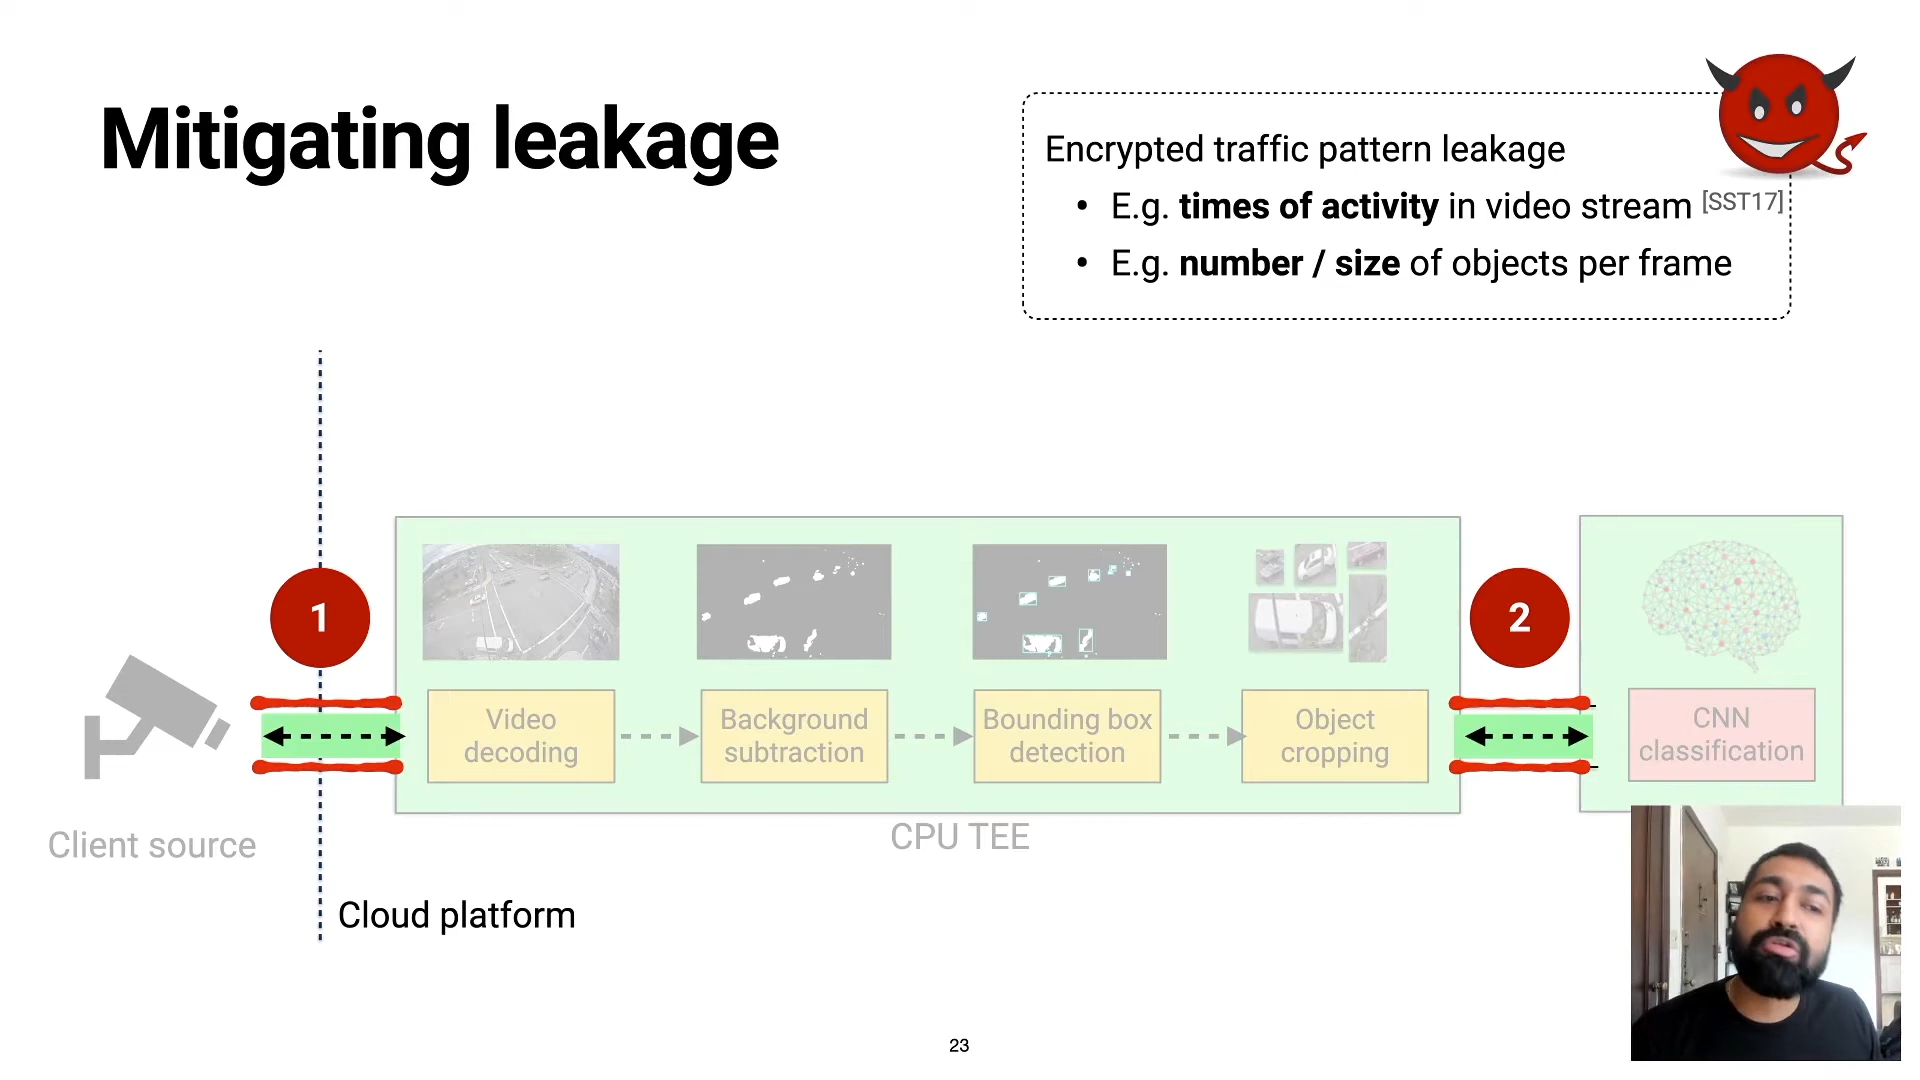 Mitigating leakage
Encrypted traffic pattern leakage
• E.g. times of activity in video stream [SST17]
• E.g. number / size of objects per frame
1
2
Video
decoding
Background
subtraction
Bounding box
detection
Object
cropping
CNN
classification
Client source
CPU TEE
Cloud platform
23